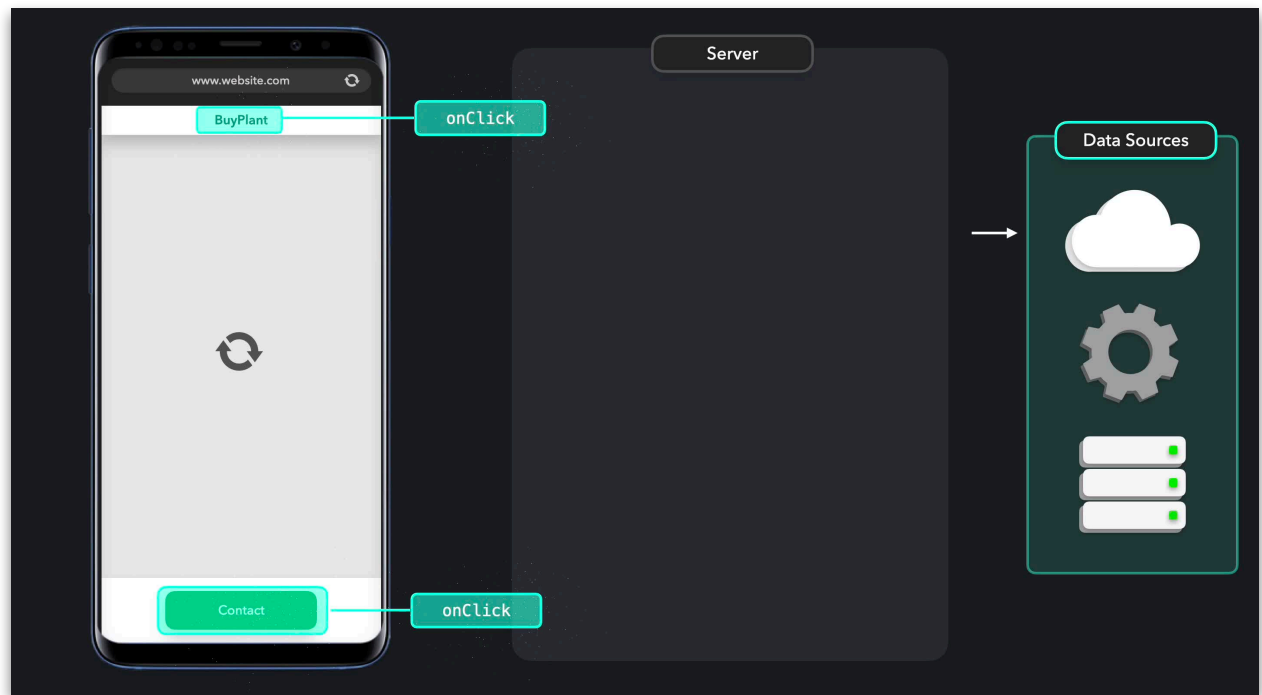 www.website.com
BuyPlant
onClick
Server
Data Sources
Contact
onClick